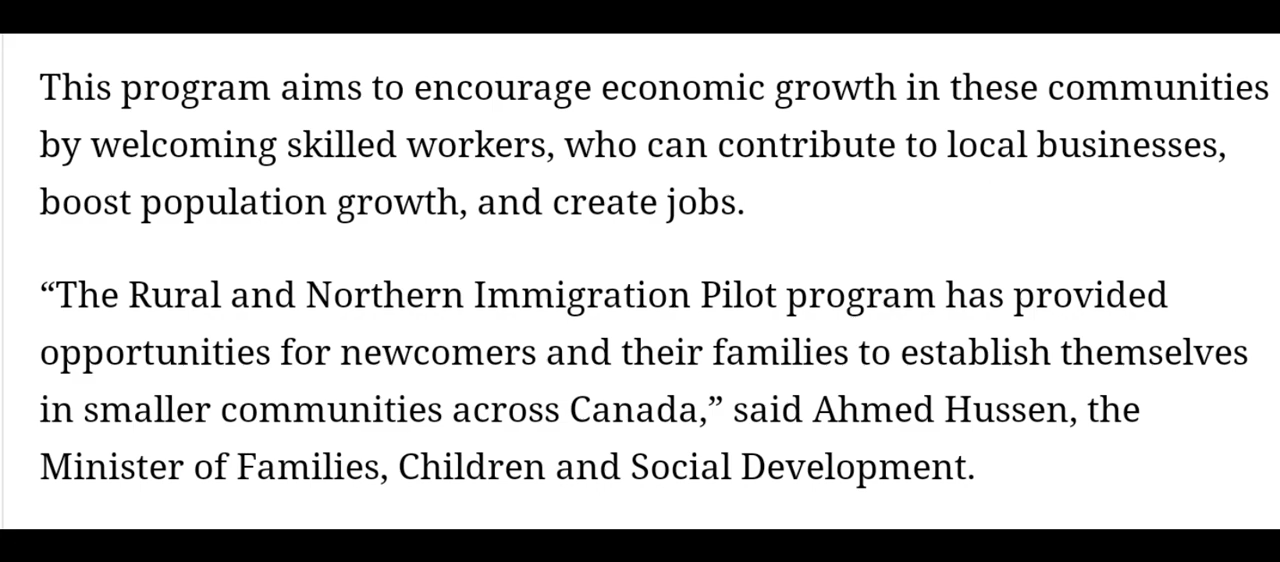 This program aims to encourage economic growth in these communities
by welcoming skilled workers, who can contribute to local businesses,
boost population growth, and create jobs.
“The Rural and Northern Immigration Pilot program has provided
opportunities for newcomers and their families to establish themselves
in smaller communities across Canada,” said Ahmed Hussen, the
Minister of Families, Children and Social Development.